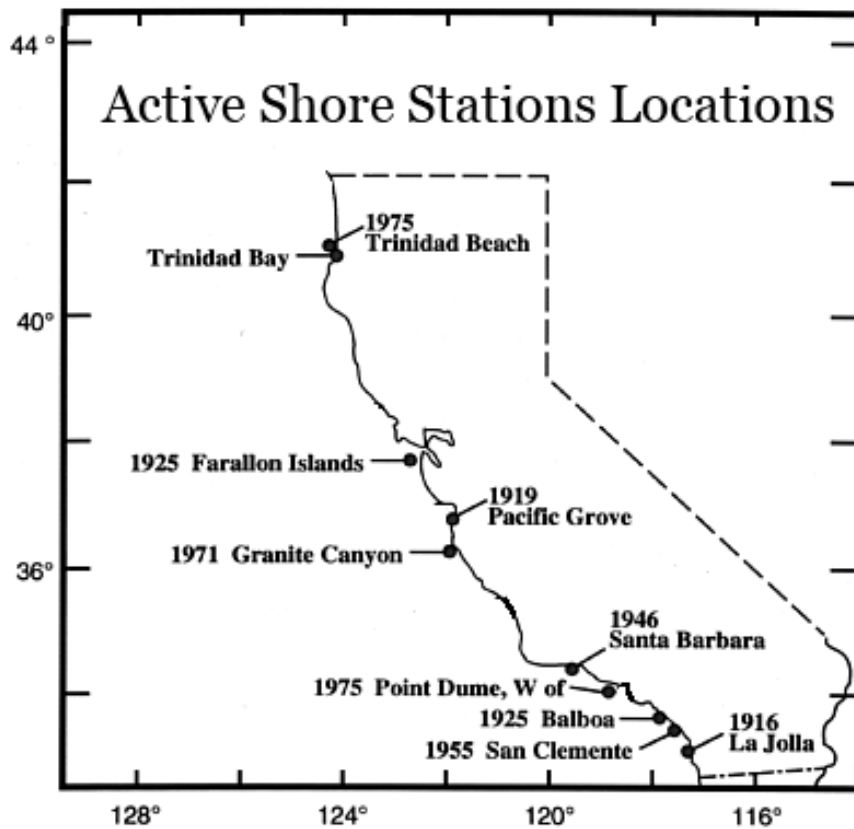 44°
Active Shore Stations Locations
1975
Trinidad Beach
Trinidad Bay
40°
1925 Farallon Islands
1919
Pacific Grove
1971 Granite Canyon
36°
1946
Santa Barbara
1975 Point Dume, W of
1925 Balboa
1916
La Jolla
1955 San Clemente
128°
124°
120°
116°